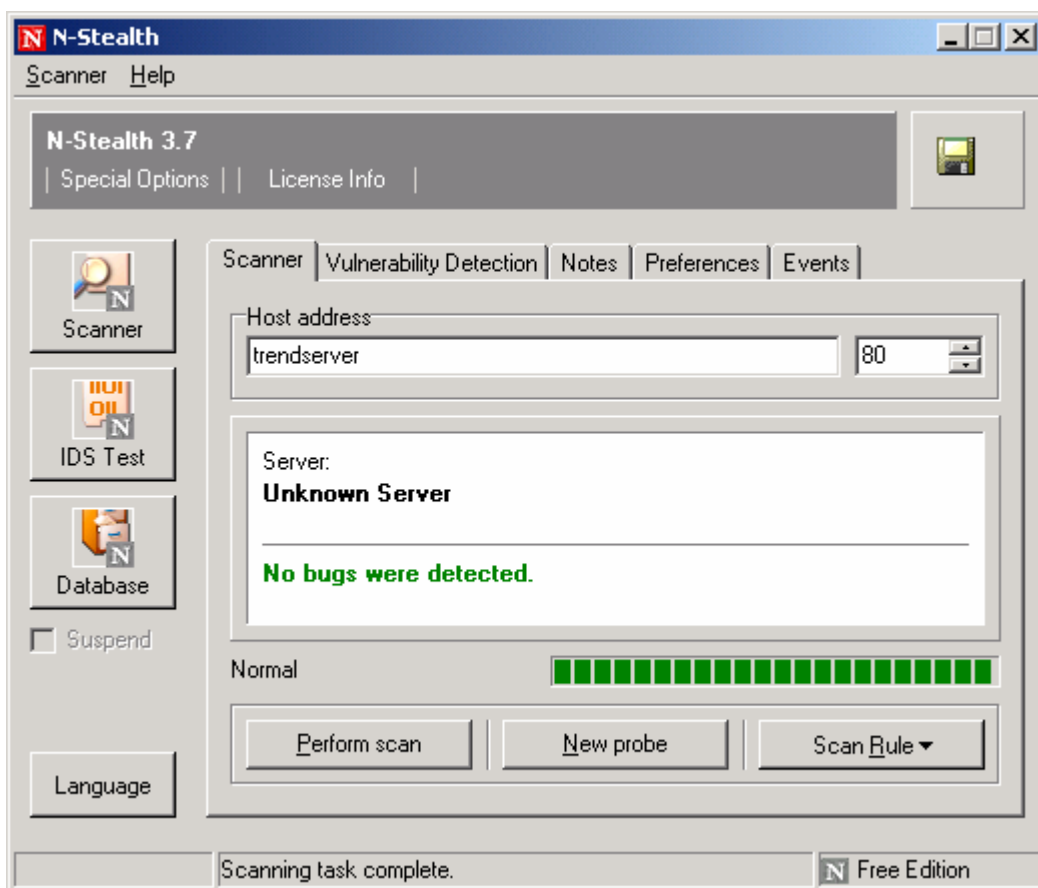 N-Stealth
Scanner Help
N-Stealth 3.7
| Special Options | | License Info |
Scanner
IDS Test
Database
Suspend
Language
Scanner Vulnerability Detection Notes Preferences Events
Host address
trendserver 80
Server:
Unknown Server
No bugs were detected.
Normal
Perform scan New probe Scan Rule
Scanning task complete. N Free Edition